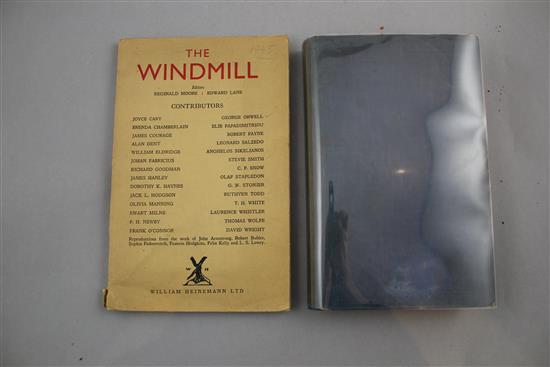 THE
1945
WINDMILL
Editors
REGINALD MOORE : EDWARD LANE
CONTRIBUTORS
JOYCE CARY GEORGE ORWELL
BRENDA CHAMBERLAIN ELIE PAPADIMITRIOU
JAMES COURAGE ROBERT PAYNE
ALAN DENT LEONARD SALZEDO
WILLIAM ELDRIDGE ANGHELOS SIKELIANOS
JOHAN FABRICIUS STEVIE SMITH
RICHARD GOODMAN C. P. SNOW
JAMES HANLEY OLAF STAPLEDON
DOROTHY K. HAYNES G. W. STONIER
JACK L. HODGSON RUTHVEN TODD
OLIVIA MANNING T. H. WHITE
EWART MILNE LAURENCE WHISTLER
P. H. NEWBY THOMAS WOLFE
FRANK O'CONNOR DAVID WRIGHT
Reproductions from the work of John Armstrong, Robert Buhler,
Sophie Fedorovitch, Frances Hodgkins, Felix Kelly and L. S. Lowry.
W H
WILLIAM HEINEMANN LTD